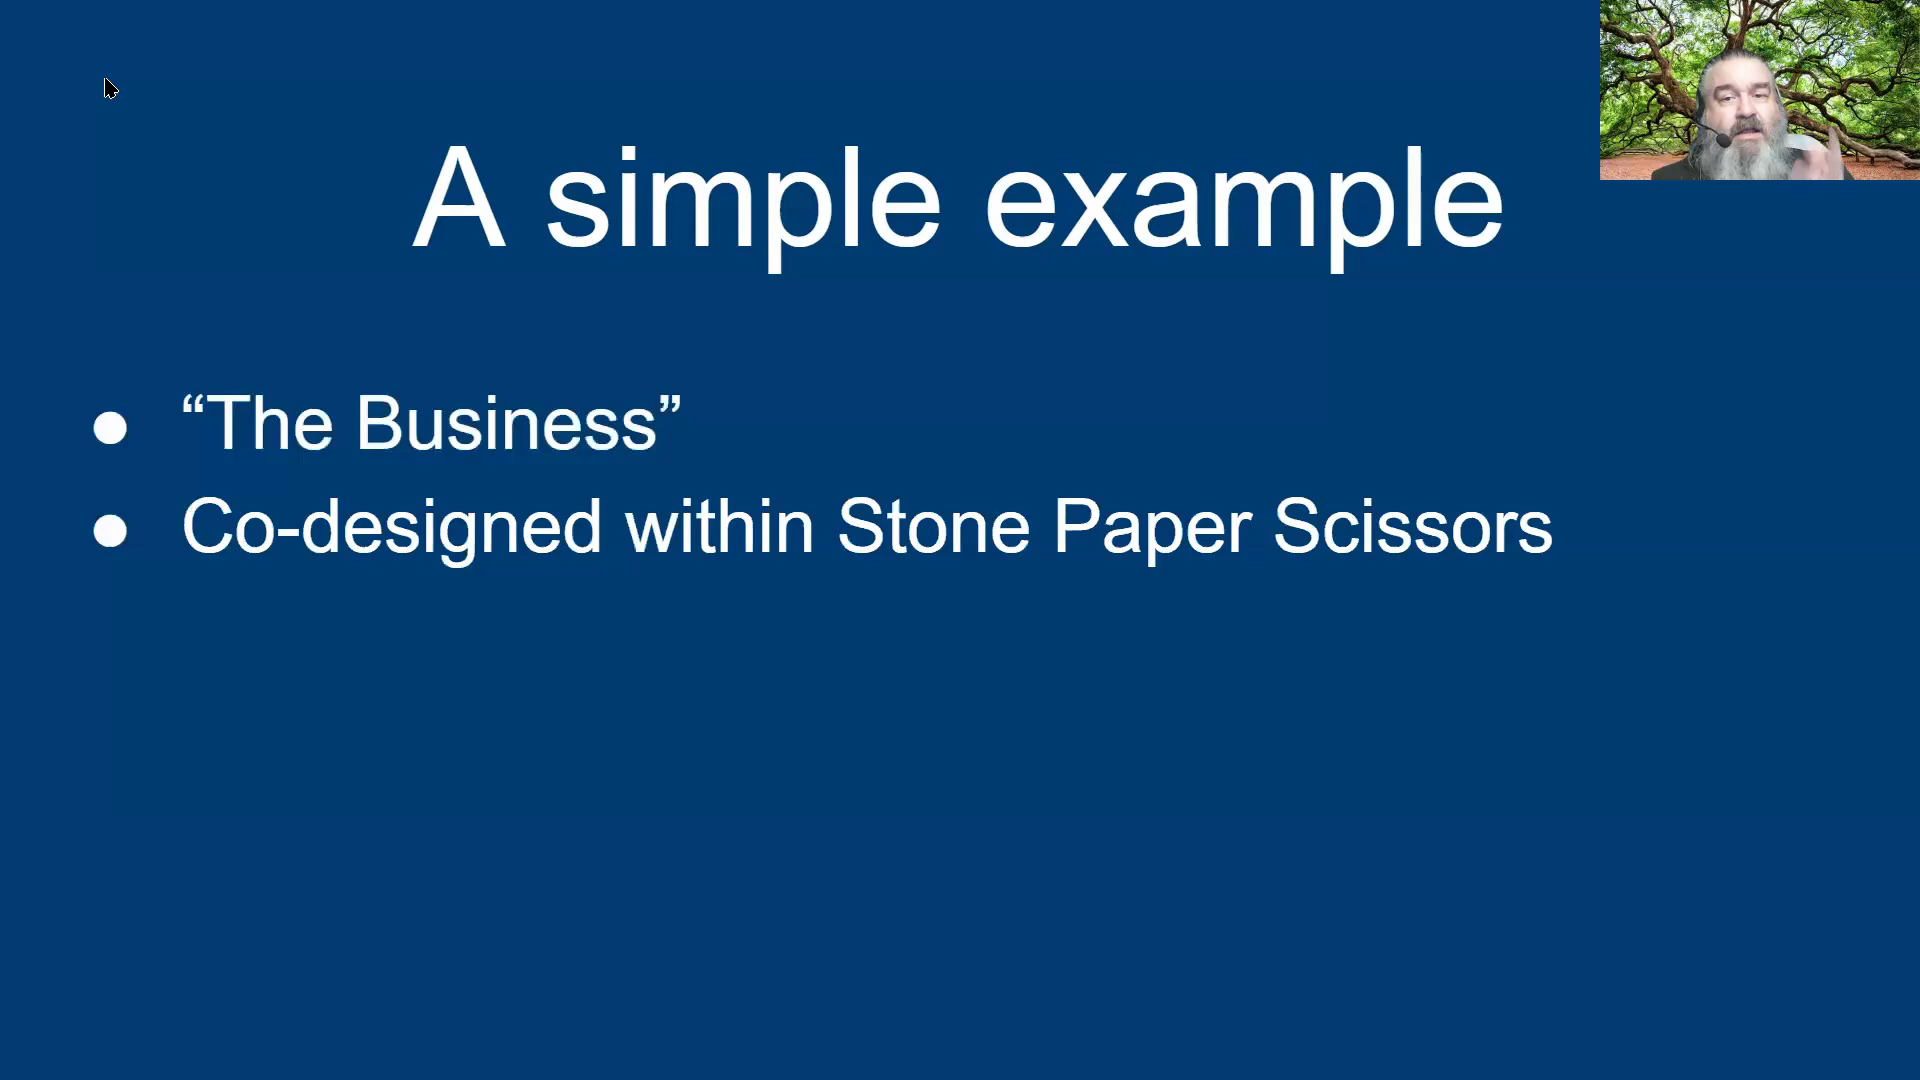 A simple example
● “The Business”
● Co-designed within Stone Paper Scissors